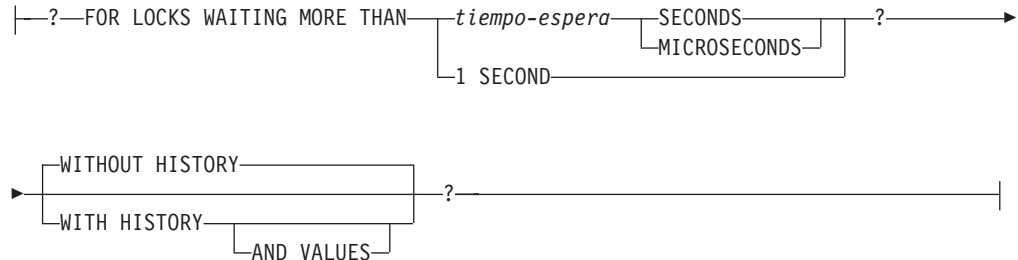 ? FOR LOCKS WAITING MORE THAN tiempo-espera SECONDS ?
MICROSECONDS
1 SECOND
WITHOUT HISTORY
?
WITH HISTORY
AND VALUES